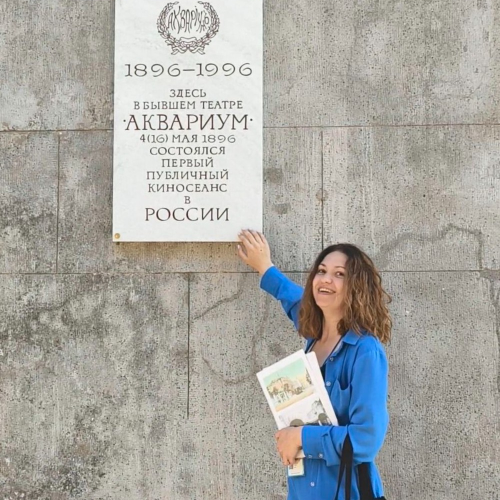 АКВАРИУМ
1896–1996
ЗДЕСЬ
В БЫВШЕМ ТЕАТРЕ
·АКВАРИУМ·
4(16) МАЯ 1896
СОСТОЯЛСЯ
ПЕРВЫЙ
ПУБЛИЧНЫЙ
КИНОСЕАНС
В
РОССИИ